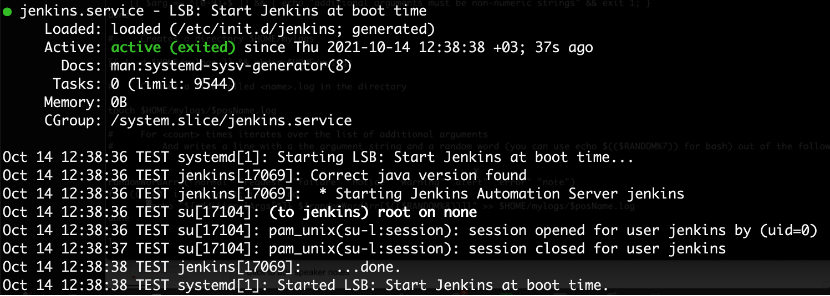 ● jenkins.service - LSB: Start Jenkins at boot time
Loaded: loaded (/etc/init.d/jenkins; generated)
Active: active (exited) since Thu 2021-10-14 12:38:38 +03; 37s ago
Docs: man:systemd-sysv-generator(8)
Tasks: 0 (limit: 9544)
Memory: 0B
CGroup: /system.slice/jenkins.service
Oct 14 12:38:36 TEST systemd[1]: Starting LSB: Start Jenkins at boot time...
Oct 14 12:38:36 TEST jenkins[17069]: Correct java version found
Oct 14 12:38:36 TEST jenkins[17069]:  * Starting Jenkins Automation Server jenkins
Oct 14 12:38:36 TEST su[17104]: (to jenkins) root on none
Oct 14 12:38:36 TEST su[17104]: pam_unix(su-l:session): session opened for user jenkins by (uid=0)
Oct 14 12:38:37 TEST su[17104]: pam_unix(su-l:session): session closed for user jenkins
Oct 14 12:38:38 TEST jenkins[17069]:    ...done.
Oct 14 12:38:38 TEST systemd[1]: Started LSB: Start Jenkins at boot time.